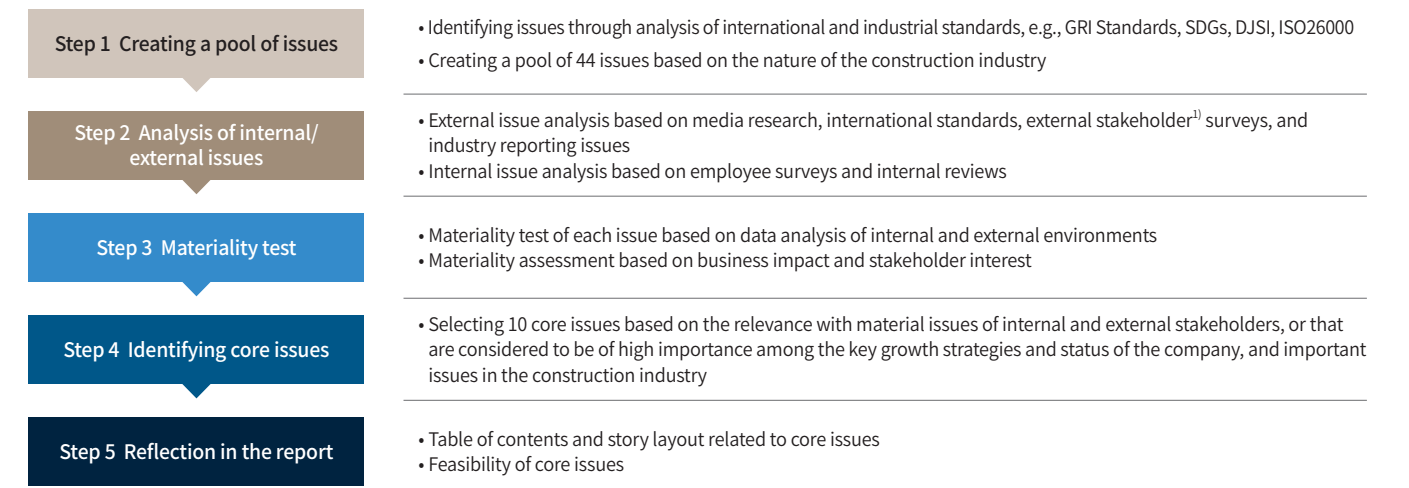 Step 1 Creating a pool of issues
• Identifying issues through analysis of international and industrial standards, e.g., GRI Standards, SDGs, DJSI, ISO26000
• Creating a pool of 44 issues based on the nature of the construction industry
Step 2 Analysis of internal/
external issues
• External issue analysis based on media research, international standards, external stakeholder1) surveys, and
industry reporting issues
• Internal issue analysis based on employee surveys and internal reviews
Step 3 Materiality test
• Materiality test of each issue based on data analysis of internal and external environments
• Materiality assessment based on business impact and stakeholder interest
Step 4 Identifying core issues
• Selecting 10 core issues based on the relevance with material issues of internal and external stakeholders, or that
are considered to be of high importance among the key growth strategies and status of the company, and important
issues in the construction industry
Step 5 Reflection in the report
• Table of contents and story layout related to core issues
• Feasibility of core issues